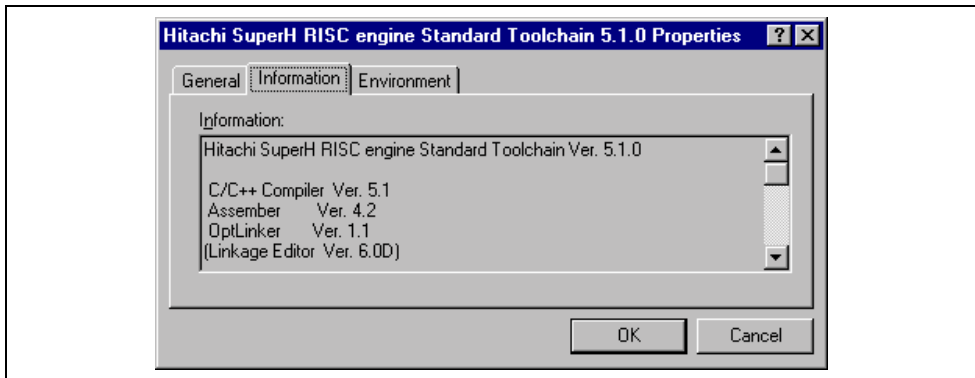 Hitachi SuperH RISC engine Standard Toolchain 5.1.0 Properties
General Information Environment
Information:
Hitachi SuperH RISC engine Standard Toolchain Ver. 5.1.0
C/C++ Compiler Ver. 5.1
Assember Ver. 4.2
OptLinker Ver. 1.1
(Linkage Editor Ver. 6.0D)
OK Cancel